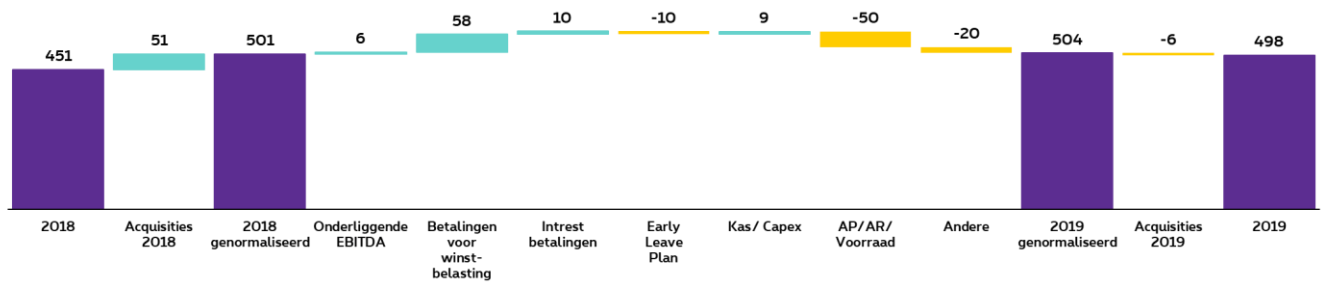 451
51
501
6
58
10
-10
9
-50
-20
504
-6
498
2018
Acquisities
2018
2018
genormaliseerd
Onderliggende
EBITDA
Betalingen
voor
winst-
belasting
Intrest
betalingen
Early
Leave
Plan
Kas/ Capex
AP/AR/
Voorraad
Andere
2019
genormaliseerd
Acquisities
2019
2019